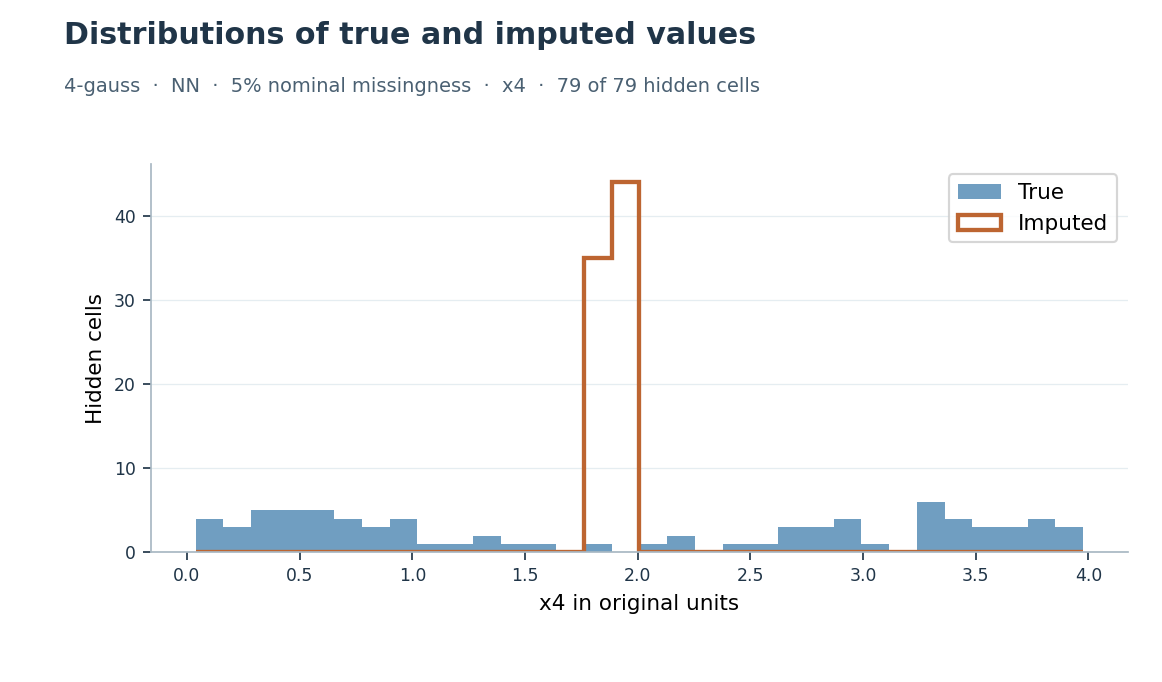 Distributions of true and imputed values
4-gauss · NN · 5% nominal missingness · x4 · 79 of 79 hidden cells
True
Imputed
Hidden cells
40
30
20
10
0
0.0 0.5 1.0 1.5 2.0 2.5 3.0 3.5 4.0
x4 in original units